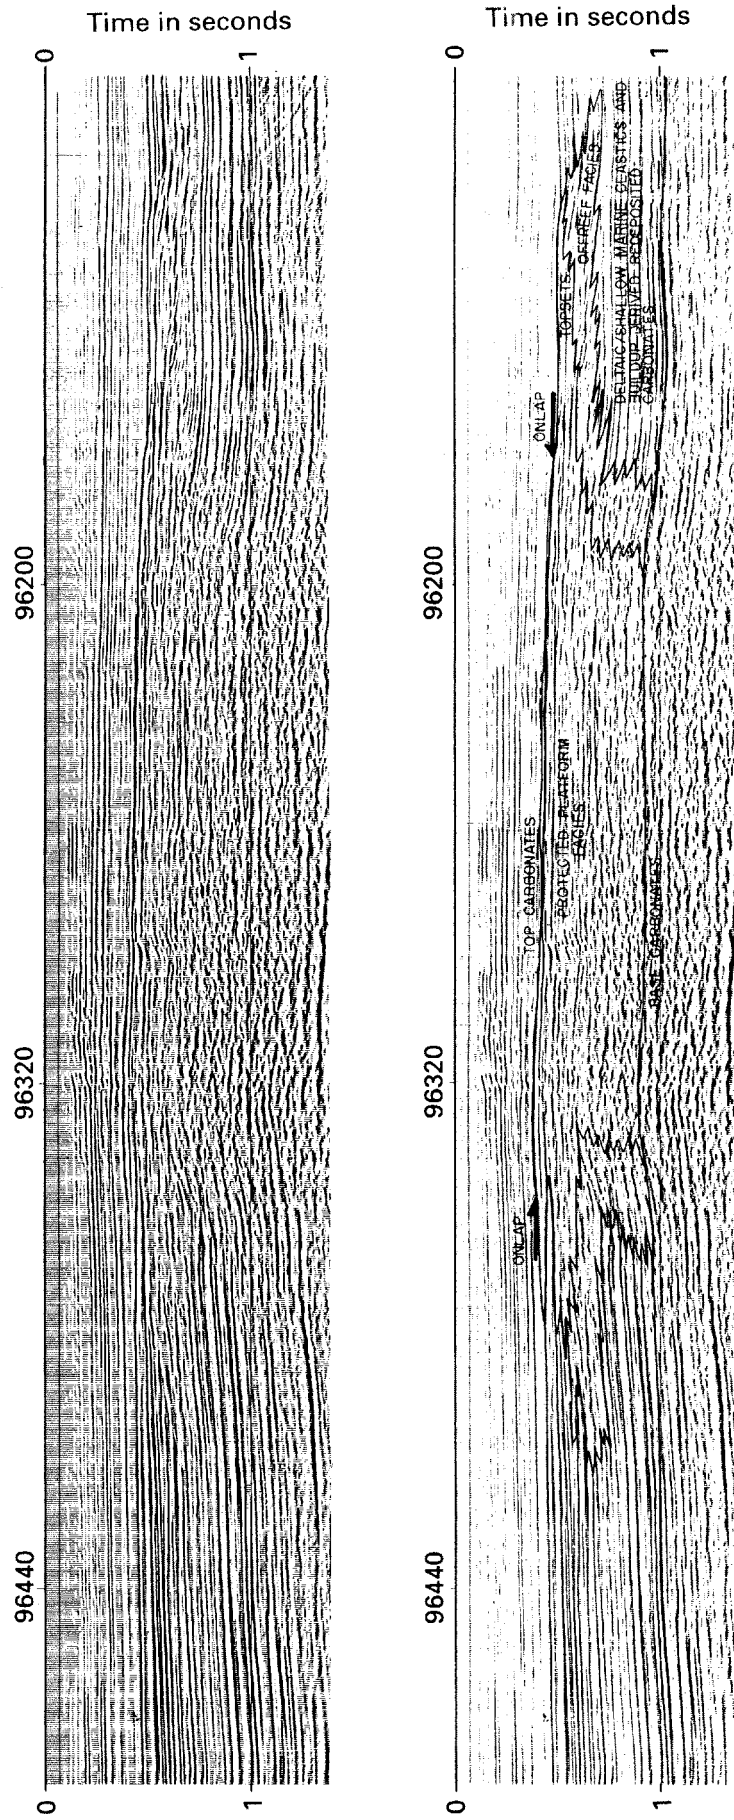 Time in seconds
0
1
96200
96320
96440
0
1
Time in seconds
0
1
TOPSETS
OFFREEF FACIES
DELTAIC/SHALLOW MARINE CLASTICS AND
BUILDUP DERIVED REDEPOSITED
CARBONATES
ONLAP
96200
TOP CARBONATES
PROTECTED PLATFORM
FACIES
BASE CARBONATES
96320
ONLAP
96440
0
1